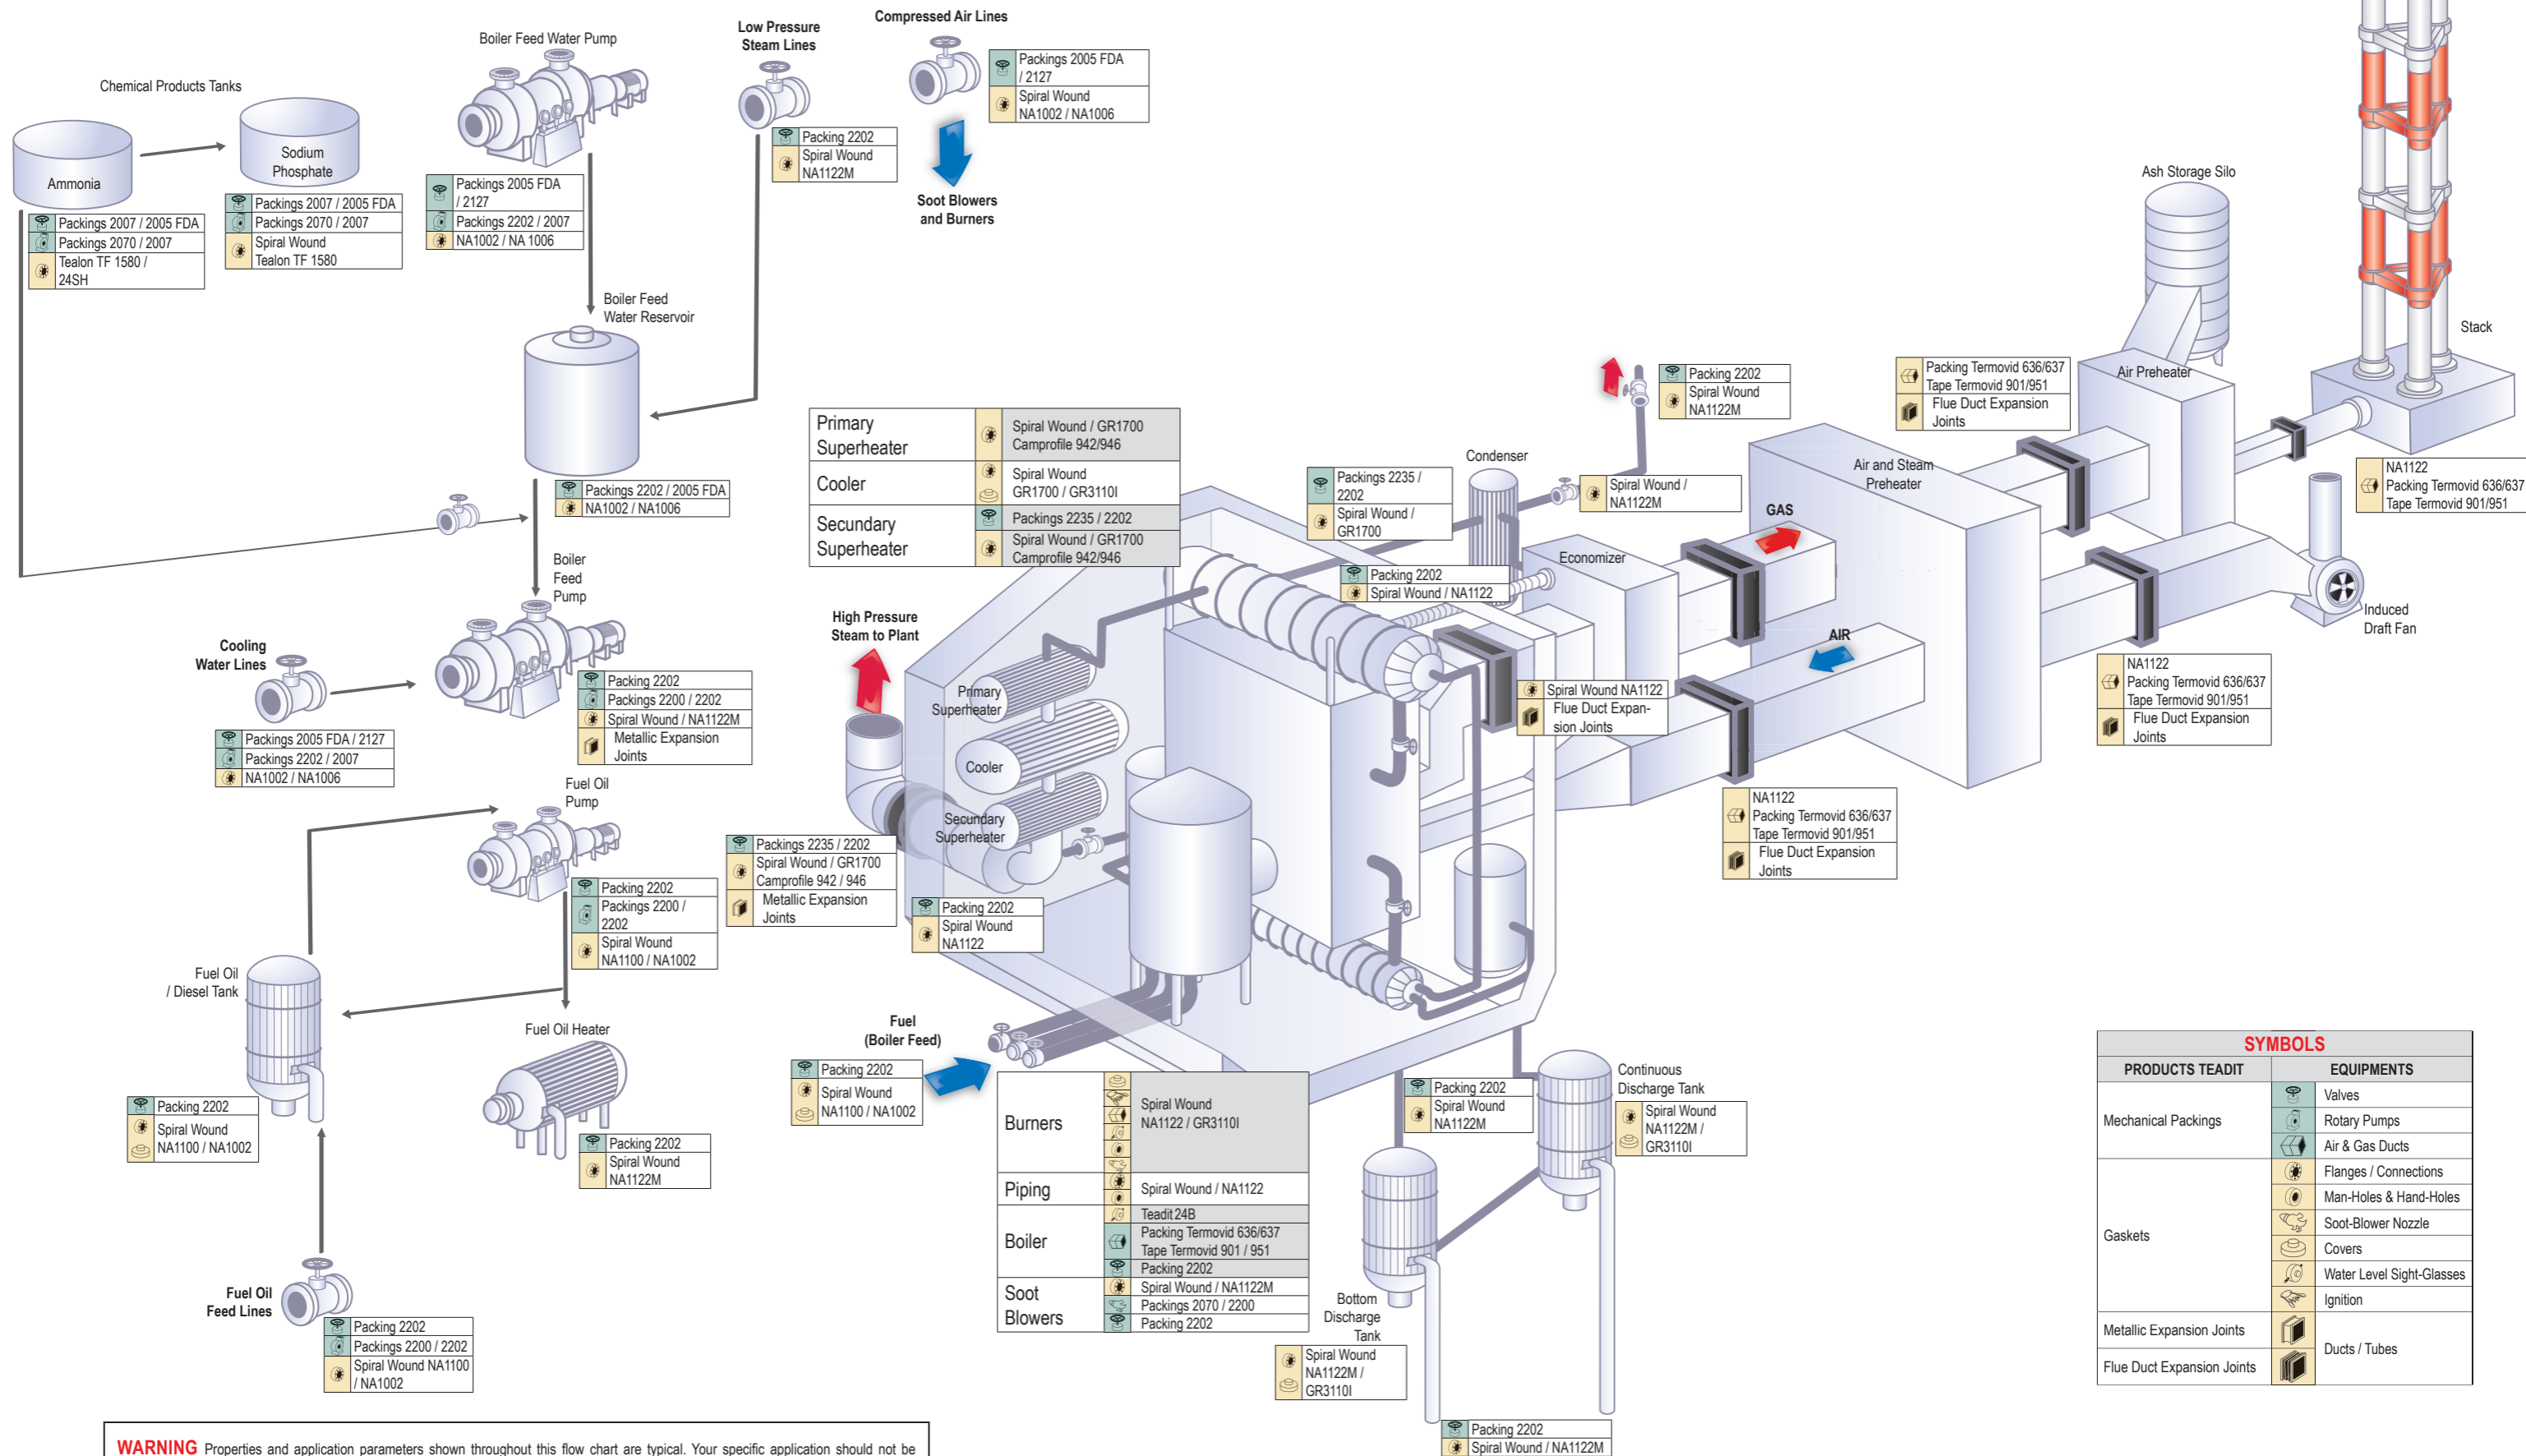 Compressed Air Lines
Packings 2005 FDA
/ 2127
Spiral Wound
NA1002 / NA1006
Soot Blowers
and Burners
Low Pressure
Steam Lines
Packing 2202
Spiral Wound
NA1122M
Boiler Feed Water Pump
Packings 2005 FDA
/ 2127
Packings 2202 / 2007
NA1002 / NA 1006
Chemical Products Tanks
Ammonia
Packings 2007 / 2005 FDA
Packings 2070 / 2007
Tealon TF 1580 /
24SH
Sodium
Phosphate
Packings 2007 / 2005 FDA
Packings 2070 / 2007
Spiral Wound
Tealon TF 1580
Boiler Feed
Water Reservoir
Packings 2202 / 2005 FDA
NA1002 / NA1006
Boiler
Feed
Pump
Packing 2202
Packings 2200 / 2202
Spiral Wound / NA1122M
Metallic Expansion
Joints
Cooling
Water Lines
Packings 2005 FDA / 2127
Packings 2202 / 2007
NA1002 / NA1006
Fuel Oil
Pump
Packing 2202
Packings 2200 /
2202
Spiral Wound
NA1100 / NA1002
Fuel Oil
/ Diesel Tank
Packing 2202
Spiral Wound
NA1100 / NA1002
Fuel Oil Heater
Packing 2202
Spiral Wound
NA1122M
Fuel Oil
Feed Lines
Packing 2202
Packings 2200 / 2202
Spiral Wound NA1100
/ NA1002
Primary
Superheater
Spiral Wound / GR1700
Camprofile 942/946
Cooler
Spiral Wound
GR1700 / GR3110I
Secundary
Superheater
Packings 2235 / 2202
Spiral Wound / GR1700
Camprofile 942/946
High Pressure
Steam to Plant
Primary
Superheater
Cooler
Secundary
Superheater
Packings 2235 / 2202
Spiral Wound / GR1700
Camprofile 942 / 946
Metallic Expansion
Joints
Packing 2202
Spiral Wound
NA1122
Fuel
(Boiler Feed)
Packing 2202
Spiral Wound
NA1100 / NA1002
Burners
Spiral Wound
NA1122 / GR3110I
Piping
Spiral Wound / NA1122
Boiler
Teadit 24B
Packing Termovid 636/637
Tape Termovid 901 / 951
Packing 2202
Soot
Blowers
Spiral Wound / NA1122M
Packings 2070 / 2200
Packing 2202
Condenser
Packings 2235 /
2202
Spiral Wound /
GR1700
Packing 2202
Spiral Wound / NA1122
Packing 2202
Spiral Wound
NA1122M
Spiral Wound /
NA1122M
Economizer
Spiral Wound NA1122
Flue Duct Expan-
sion Joints
GAS
AIR
Air and Steam
Preheater
NA1122
Packing Termovid 636/637
Tape Termovid 901/951
Flue Duct Expansion
Joints
Packing Termovid 636/637
Tape Termovid 901/951
Flue Duct Expansion
Joints
Air Preheater
Ash Storage Silo
Stack
NA1122
Packing Termovid 636/637
Tape Termovid 901/951
Induced
Draft Fan
NA1122
Packing Termovid 636/637
Tape Termovid 901/951
Flue Duct Expansion
Joints
Packing 2202
Spiral Wound
NA1122M
Continuous
Discharge Tank
Spiral Wound
NA1122M /
GR3110I
Bottom
Discharge
Tank
Spiral Wound
NA1122M /
GR3110I
Packing 2202
Spiral Wound / NA1122M
SYMBOLS
PRODUCTS TEADIT
EQUIPMENTS
Mechanical Packings
Valves
Rotary Pumps
Air & Gas Ducts
Gaskets
Flanges / Connections
Man-Holes & Hand-Holes
Soot-Blower Nozzle
Covers
Water Level Sight-Glasses
Ignition
Metallic Expansion Joints
Flue Duct Expansion Joints
Ducts / Tubes
WARNING Properties and application parameters shown throughout this flow chart are typical. Your specific application should not be